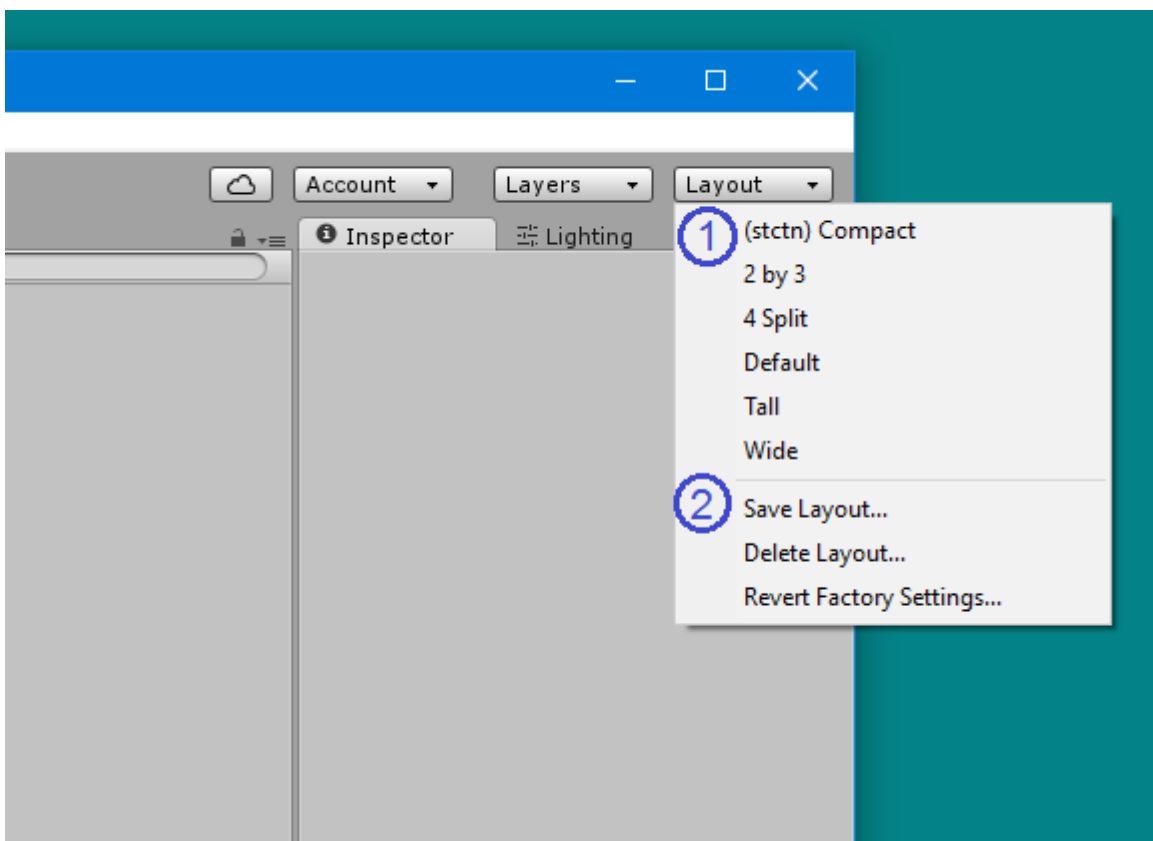 Account Layers Layout
Inspector Lighting
1 (stctn) Compact
2 by 3
4 Split
Default
Tall
Wide
2 Save Layout...
Delete Layout...
Revert Factory Settings...